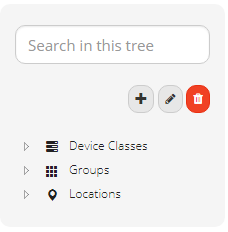 Search in this tree
Device Classes
Groups
Locations